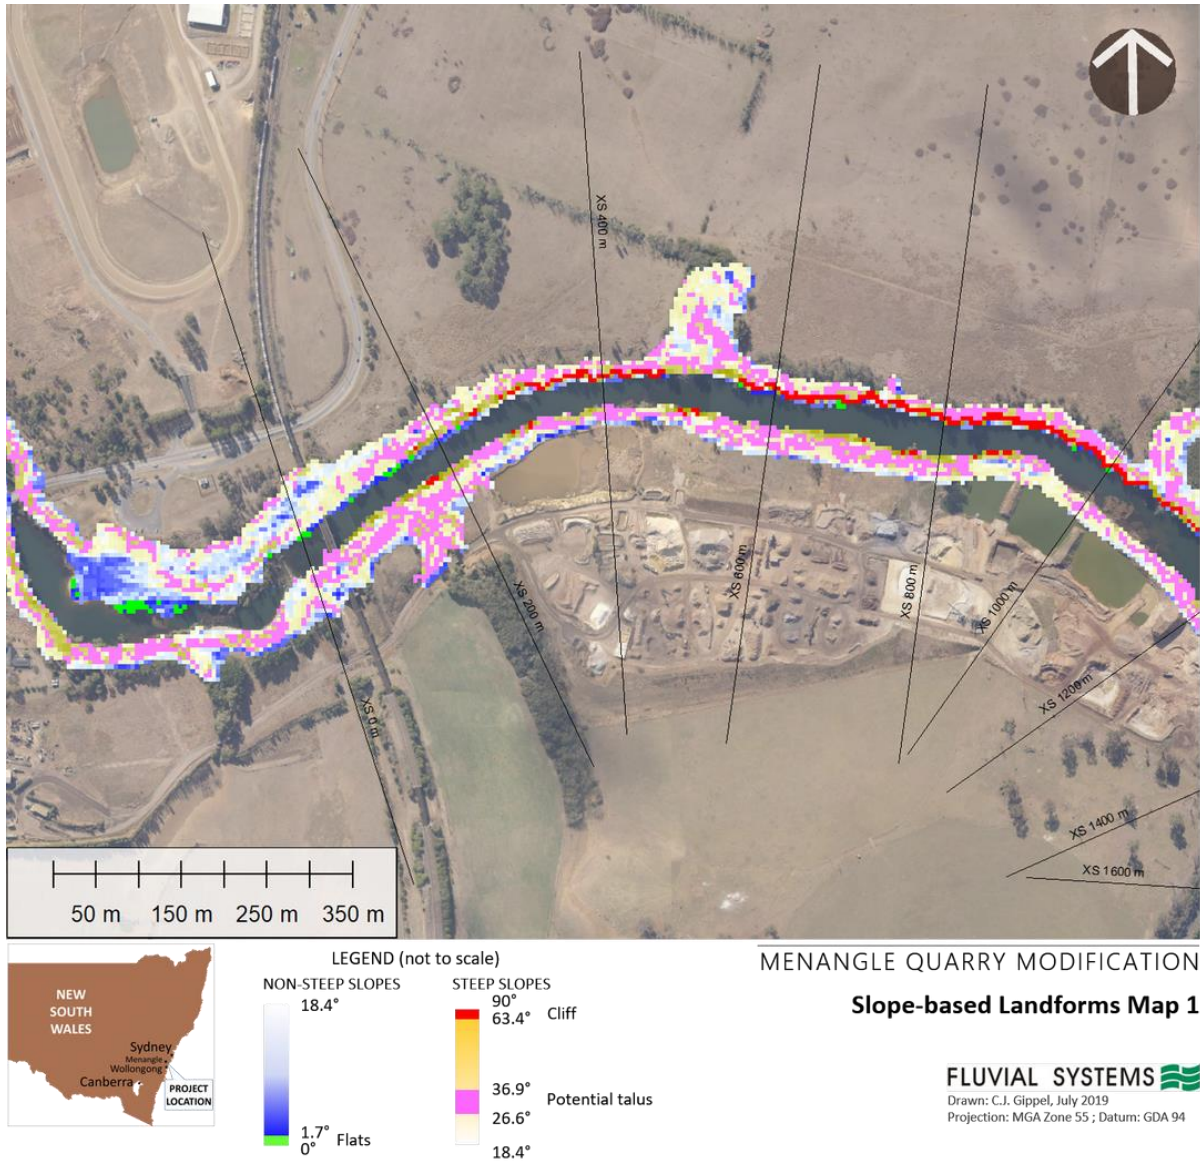 XS 400 m
XS 200 m
XS 600 m
XS 800 m
XS 1000 m
XS 0 m
XS 1200 m
XS 1400 m
XS 1600 m
50 m 150 m 250 m 350 m
NEW
SOUTH
WALES
Sydney
Menangle
Wollongong
Canberra
PROJECT
LOCATION
LEGEND (not to scale)
NON-STEEP SLOPES
18.4°
1.7°
0°
Flats
STEEP SLOPES
90°
63.4°
Cliff
36.9°
Potential talus
26.6°
18.4°
MENANGLE QUARRY MODIFICATION
Slope-based Landforms Map 1
FLUVIAL SYSTEMS
Drawn: C.J. Gippel, July 2019
Projection: MGA Zone 55 ; Datum: GDA 94